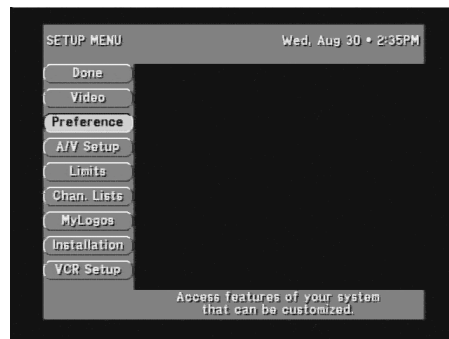 SETUP MENU
Wed, Aug 30 • 2:35PM
Done
Video
Preference
A/V Setup
Limits
Chan. Lists
MyLogos
Installation
VCR Setup
Access features of your system
that can be customized.